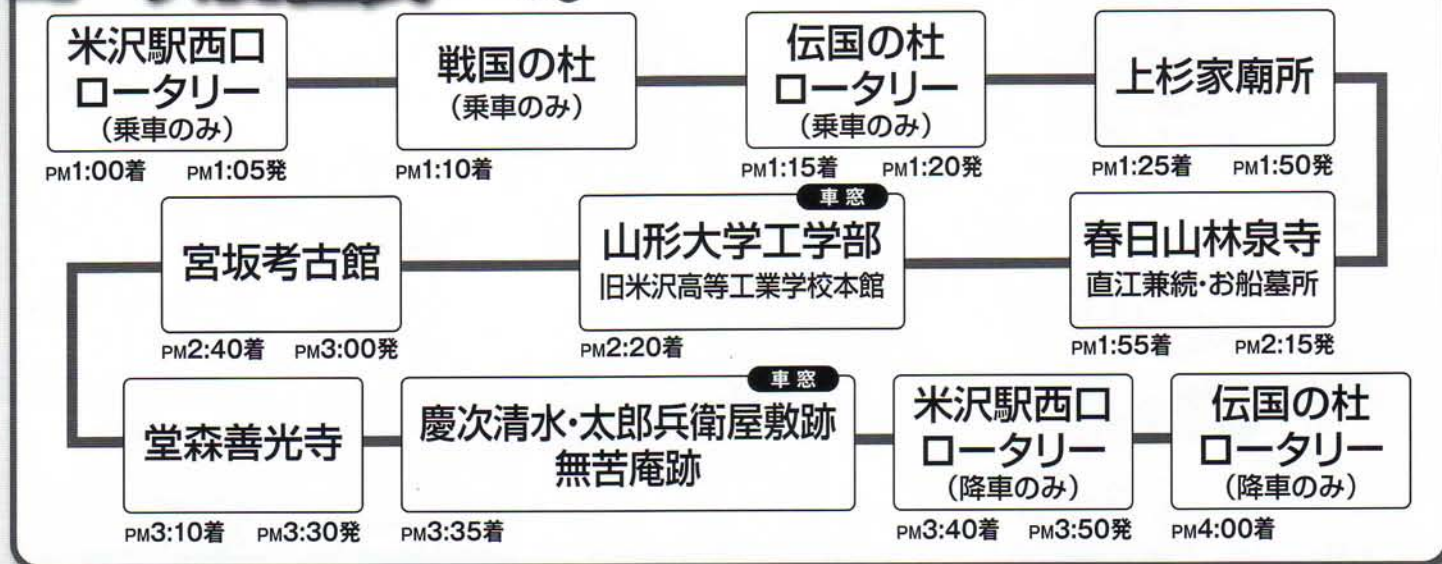 米沢駅西口
ロータリー
(乗車のみ)
PM1:00着 PM1:05発
戦国の杜
(乗車のみ)
PM1:10着
伝国の杜
ロータリー
(乗車のみ)
PM1:15着 PM1:20発
上杉家廟所
PM1:25着 PM1:50発
春日山林泉寺
直江兼続・お船墓所
PM1:55着 PM2:15発
車窓
山形大学工学部
旧米沢高等工業学校本館
PM2:20着
宮坂考古館
PM2:40着 PM3:00発
堂森善光寺
PM3:10着 PM3:30発
車窓
慶次清水・太郎兵衛屋敷跡
無苦庵跡
PM3:35着
米沢駅西口
ロータリー
(降車のみ)
PM3:40着 PM3:50発
伝国の杜
ロータリー
(降車のみ)
PM4:00着